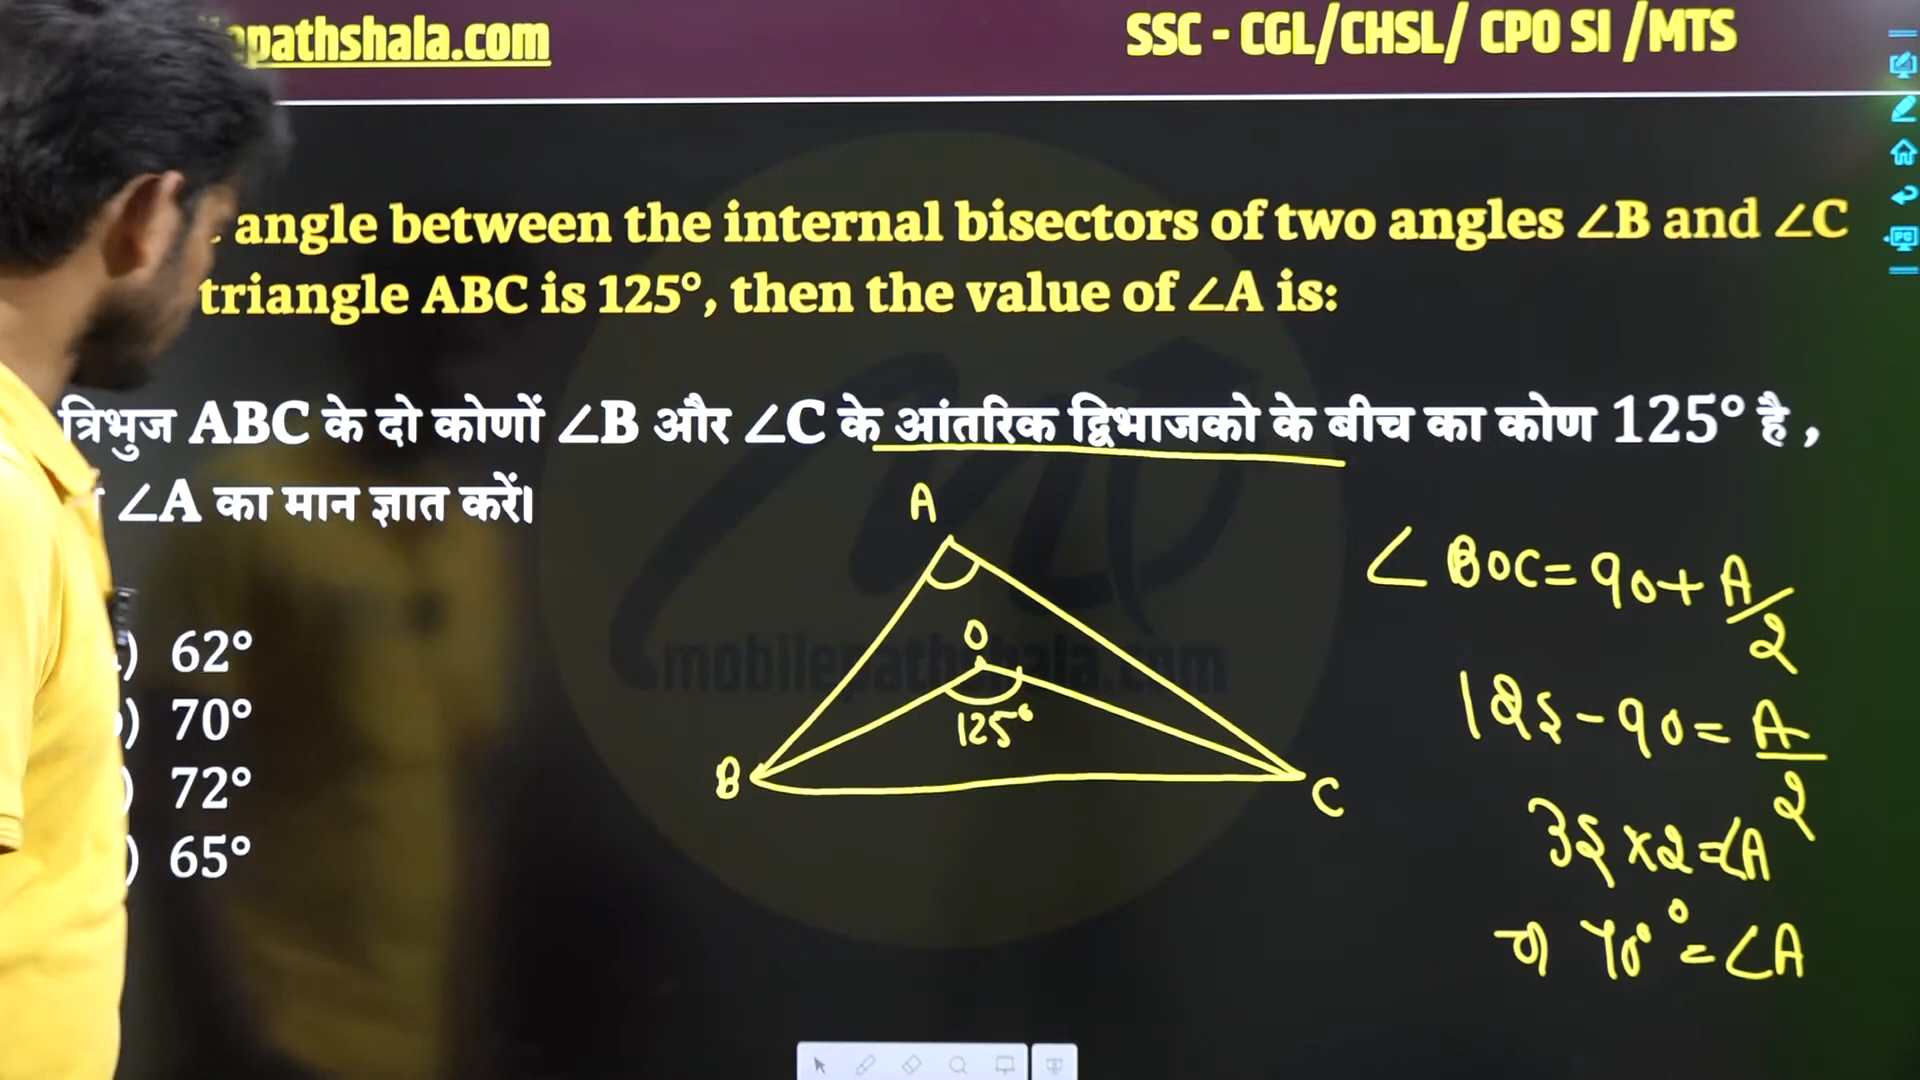 pathshala.com
SSC - CGL/CHSL/ CPO SI /MTS
angle between the internal bisectors of two angles ∠B and ∠C
triangle ABC is 125°, then the value of ∠A is:
त्रिभुज ABC के दो कोणों ∠B और ∠C के आंतरिक द्विभाजको के बीच का कोण 125° है ,
∠A का मान ज्ञात करें।
62°
70°
72°
65°
A
O
125°
B
C
mobilepathshala.com
∠BOC = 90 + A/2
125 - 90 = A/2
35 × 2 = ∠A
70° = ∠A